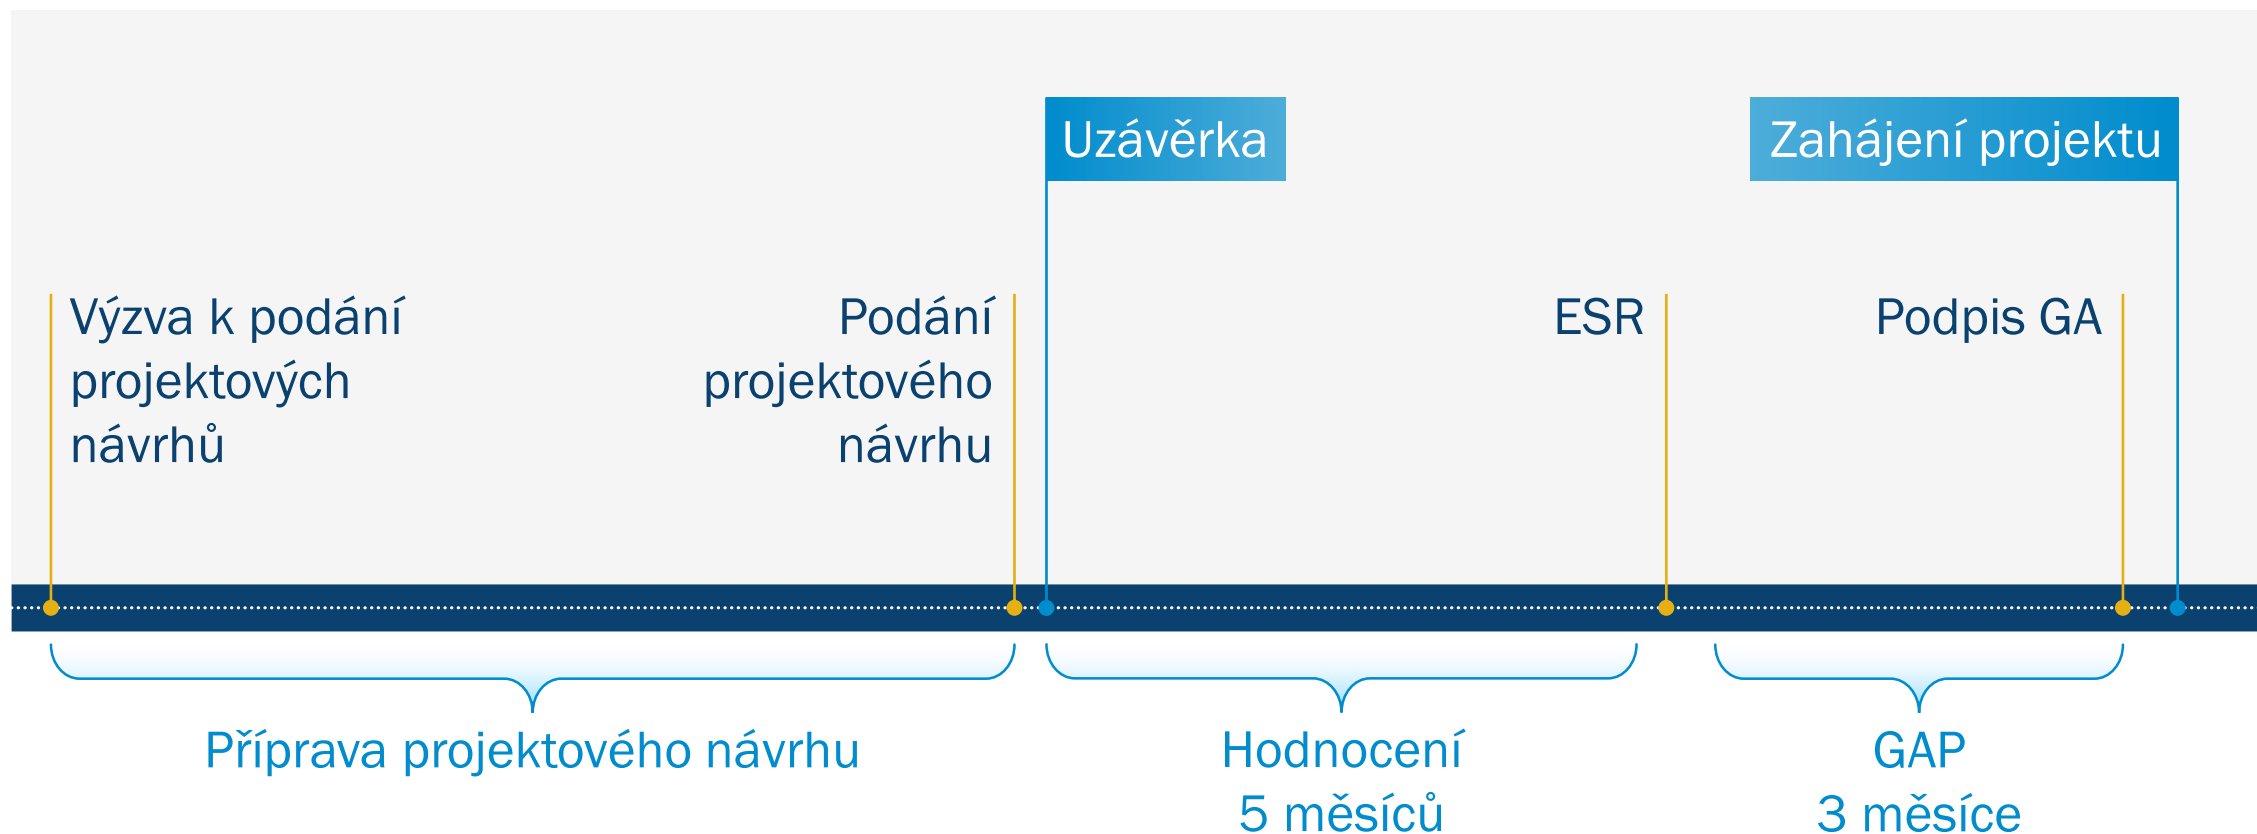 Uzávěrka
Zahájení projektu
Výzva k podání
projektových
návrhů
Podání
projektového
návrhu
ESR
Podpis GA
Příprava projektového návrhu
Hodnocení
5 měsíců
GAP
3 měsíce